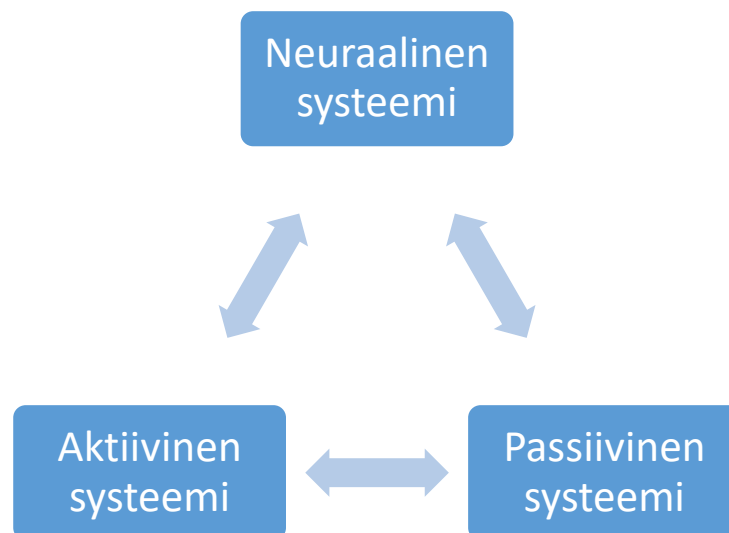 Neuraalinen
systeemi
Aktiivinen
systeemi
Passiivinen
systeemi